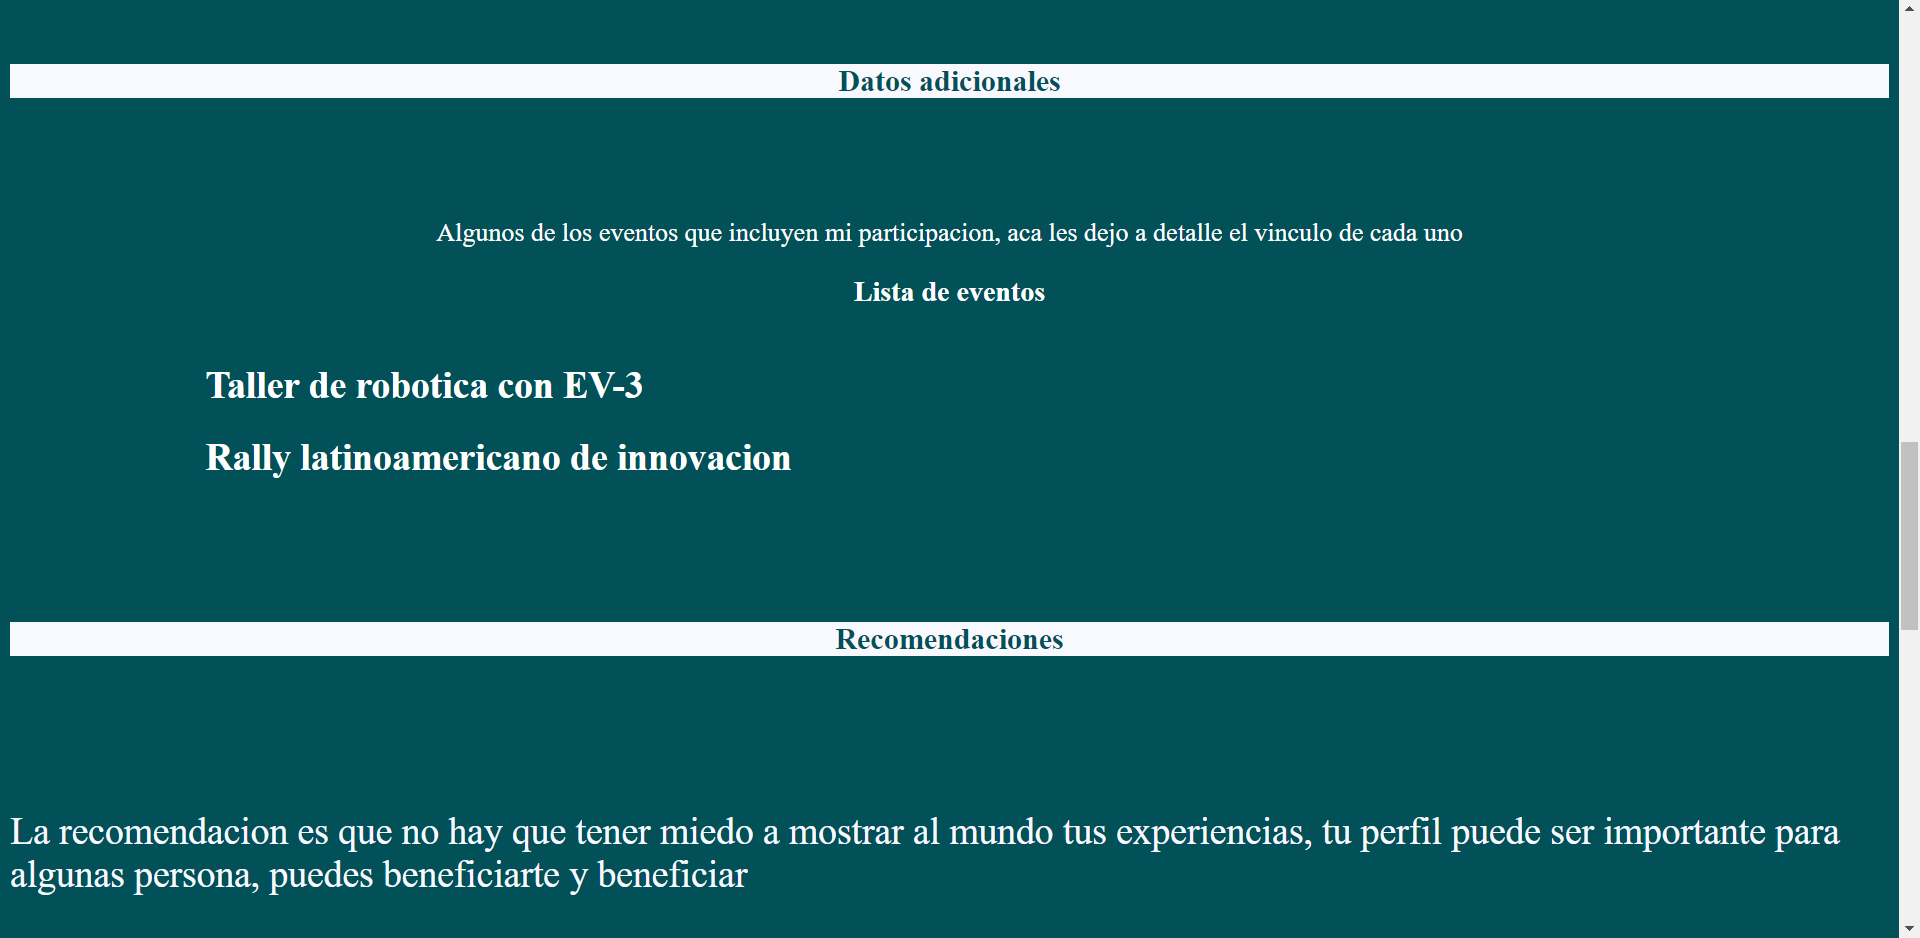 Datos adicionales
Algunos de los eventos que incluyen mi participacion, aca les dejo a detalle el vinculo de cada uno
Lista de eventos
Taller de robotica con EV-3
Rally latinoamericano de innovacion
Recomendaciones
La recomendacion es que no hay que tener miedo a mostrar al mundo tus experiencias, tu perfil puede ser importante para
algunas persona, puedes beneficiarte y beneficiar